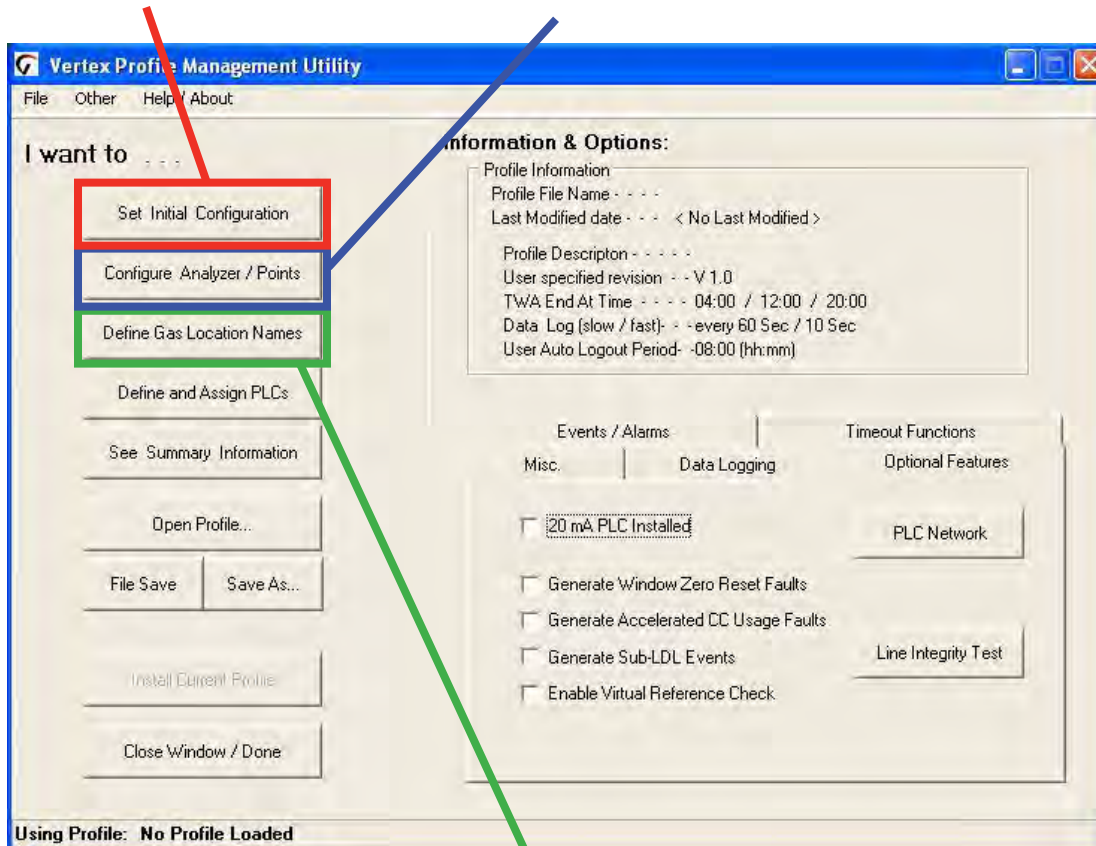 Vertex Profile Management Utility
File Other Help / About
I want to . . .
Set Initial Configuration
Configure Analyzer / Points
Define Gas Location Names
Define and Assign PLCs
See Summary Information
Open Profile...
File Save Save As...
Install Current Profile
Close Window / Done
Information & Options:
Profile Information
Profile File Name - - - -
Last Modified date - - - < No Last Modified >
Profile Descripton - - - - -
User specified revision - - V 1.0
TWA End At Time - - - - 04:00 / 12:00 / 20:00
Data Log (slow / fast)- - -every 60 Sec / 10 Sec
User Auto Logout Period- -08:00 (hh:mm)
Events / Alarms Timeout Functions
Misc. Data Logging Optional Features
20 mA PLC Installed
PLC Network
Generate Window Zero Reset Faults
Generate Accelerated CC Usage Faults
Generate Sub-LDL Events
Line Integrity Test
Enable Virtual Reference Check
Using Profile: No Profile Loaded